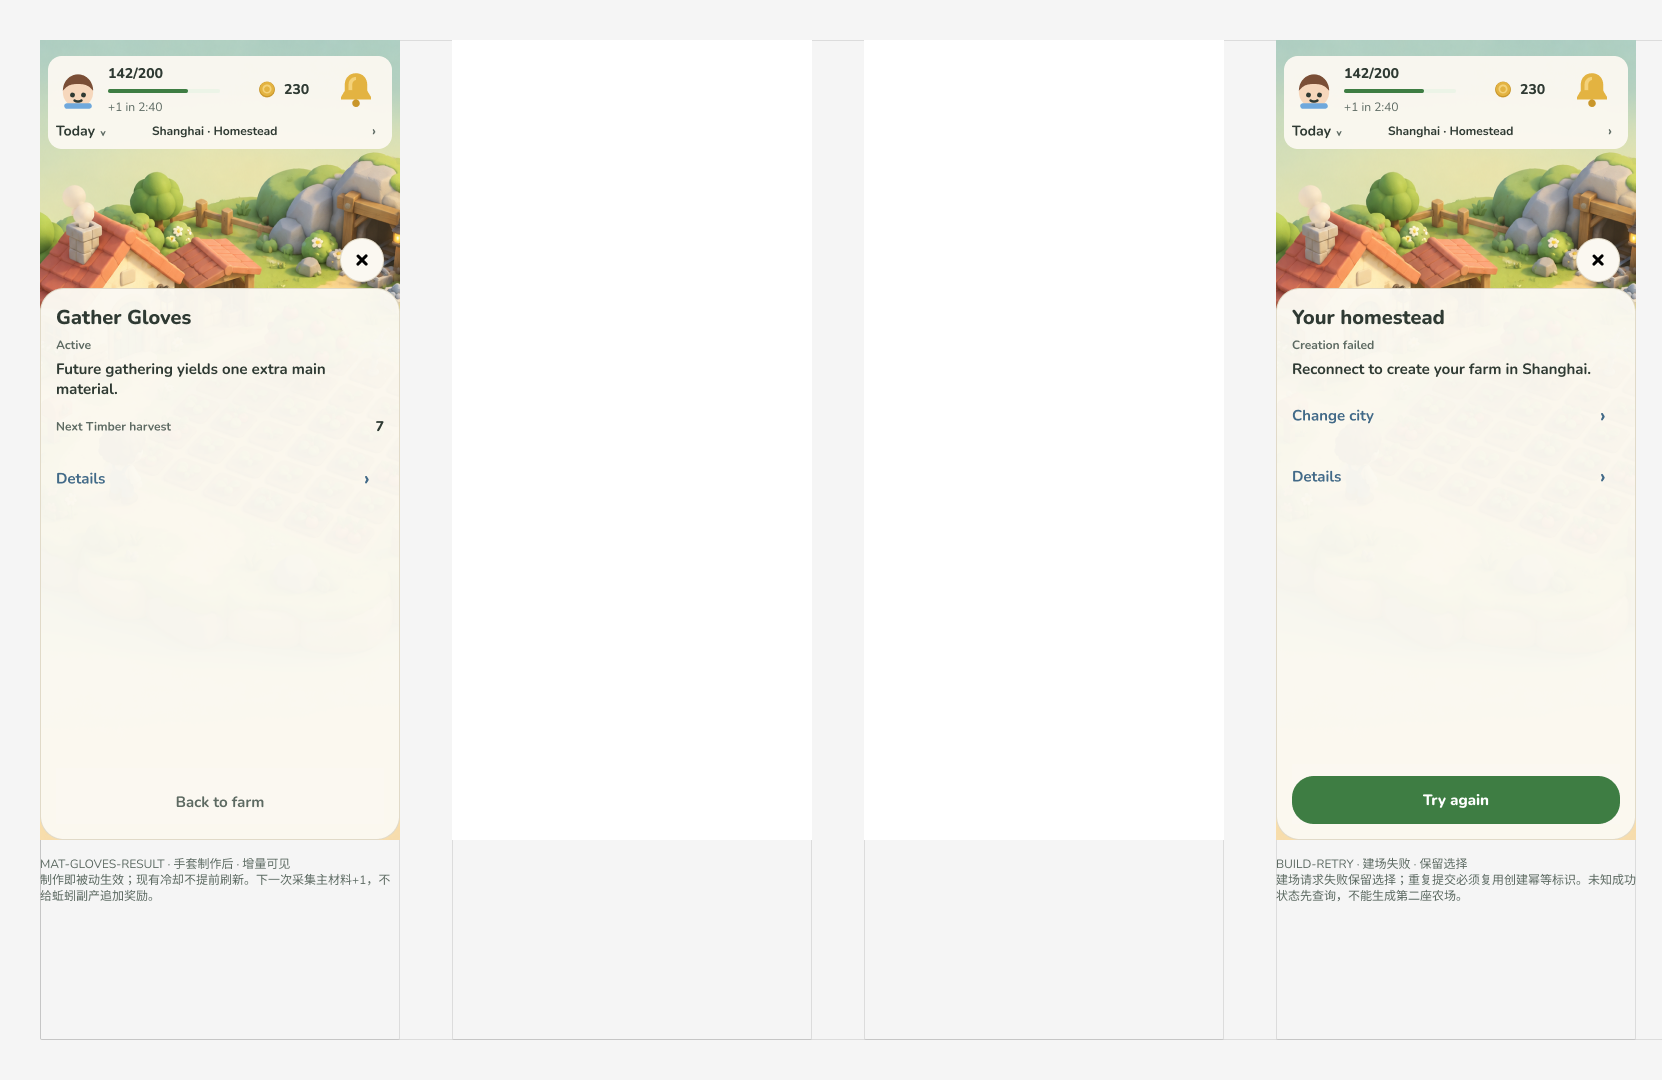 142/200
230
+1 in 2:40
Today v
Shanghai · Homestead
›
Gather Gloves
Active
Future gathering yields one extra main
material.
Next Timber harvest 7
Details ›
Back to farm
MAT-GLOVES-RESULT · 手套制作后 · 增量可见
制作即被动生效；现有冷却不提前刷新。下一次采集主材料+1，不
给蚯蚓副产追加奖励。
142/200
230
+1 in 2:40
Today v
Shanghai · Homestead
›
Your homestead
Creation failed
Reconnect to create your farm in Shanghai.
Change city ›
Details ›
Try again
BUILD-RETRY · 建场失败 · 保留选择
建场请求失败保留选择；重复提交必须复用创建幂等标识。未知成功
状态先查询，不能生成第二座农场。